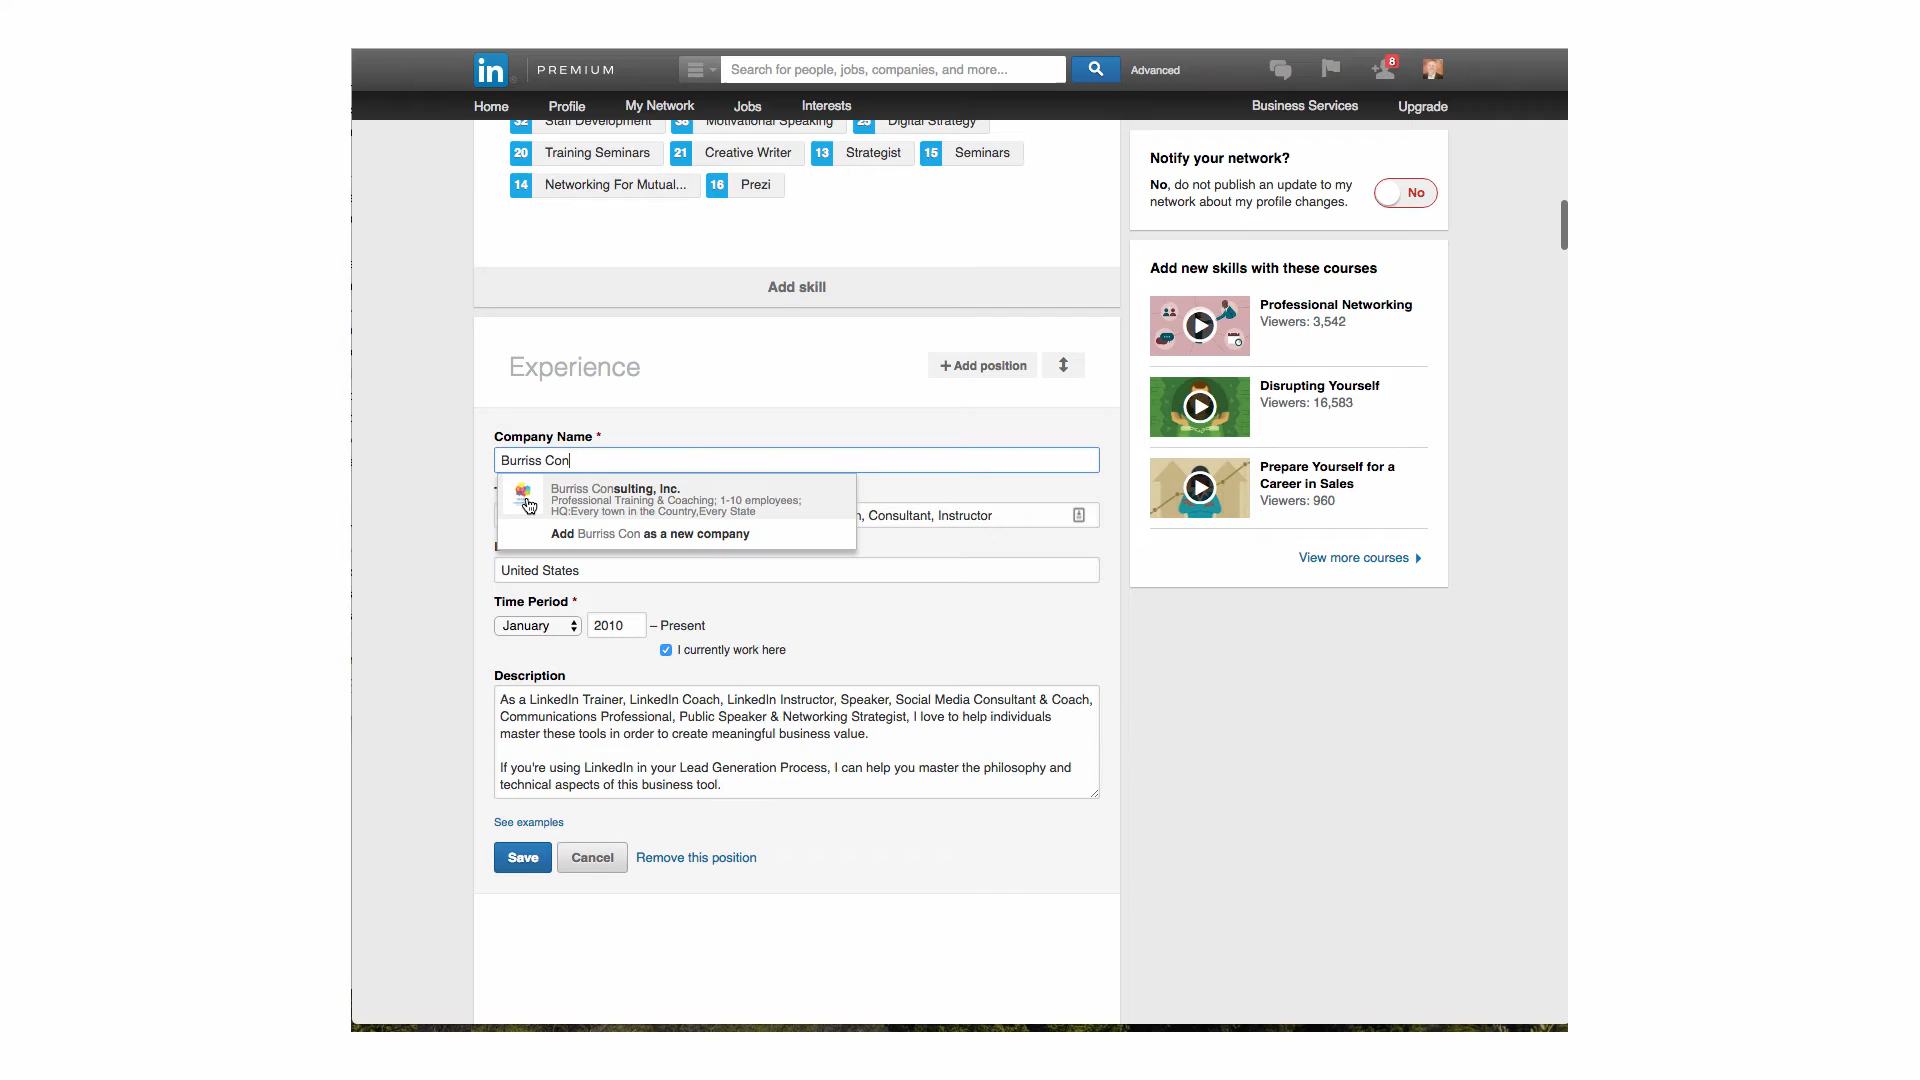 in PREMIUM Search for people, jobs, companies, and more... Advanced 8
Home Profile My Network Jobs Interests Business Services Upgrade
32 Staff Development 38 Motivational Speaking 25 Digital Strategy
20 Training Seminars 21 Creative Writer 13 Strategist 15 Seminars
14 Networking For Mutual... 16 Prezi
Add skill
Experience
+ Add position
Company Name *
Burriss Con
Burriss Consulting, Inc.
Professional Training & Coaching; 1-10 employees;
HQ:Every town in the Country,Every State
Add Burriss Con as a new company
, Consultant, Instructor
United States
Time Period *
January 2010 – Present
I currently work here
Description
As a LinkedIn Trainer, LinkedIn Coach, LinkedIn Instructor, Speaker, Social Media Consultant & Coach,
Communications Professional, Public Speaker & Networking Strategist, I love to help individuals
master these tools in order to create meaningful business value.
If you're using LinkedIn in your Lead Generation Process, I can help you master the philosophy and
technical aspects of this business tool.
See examples
Save Cancel Remove this position
Notify your network?
No, do not publish an update to my
network about my profile changes.
No
Add new skills with these courses
Professional Networking
Viewers: 3,542
Disrupting Yourself
Viewers: 16,583
Prepare Yourself for a
Career in Sales
Viewers: 960
View more courses